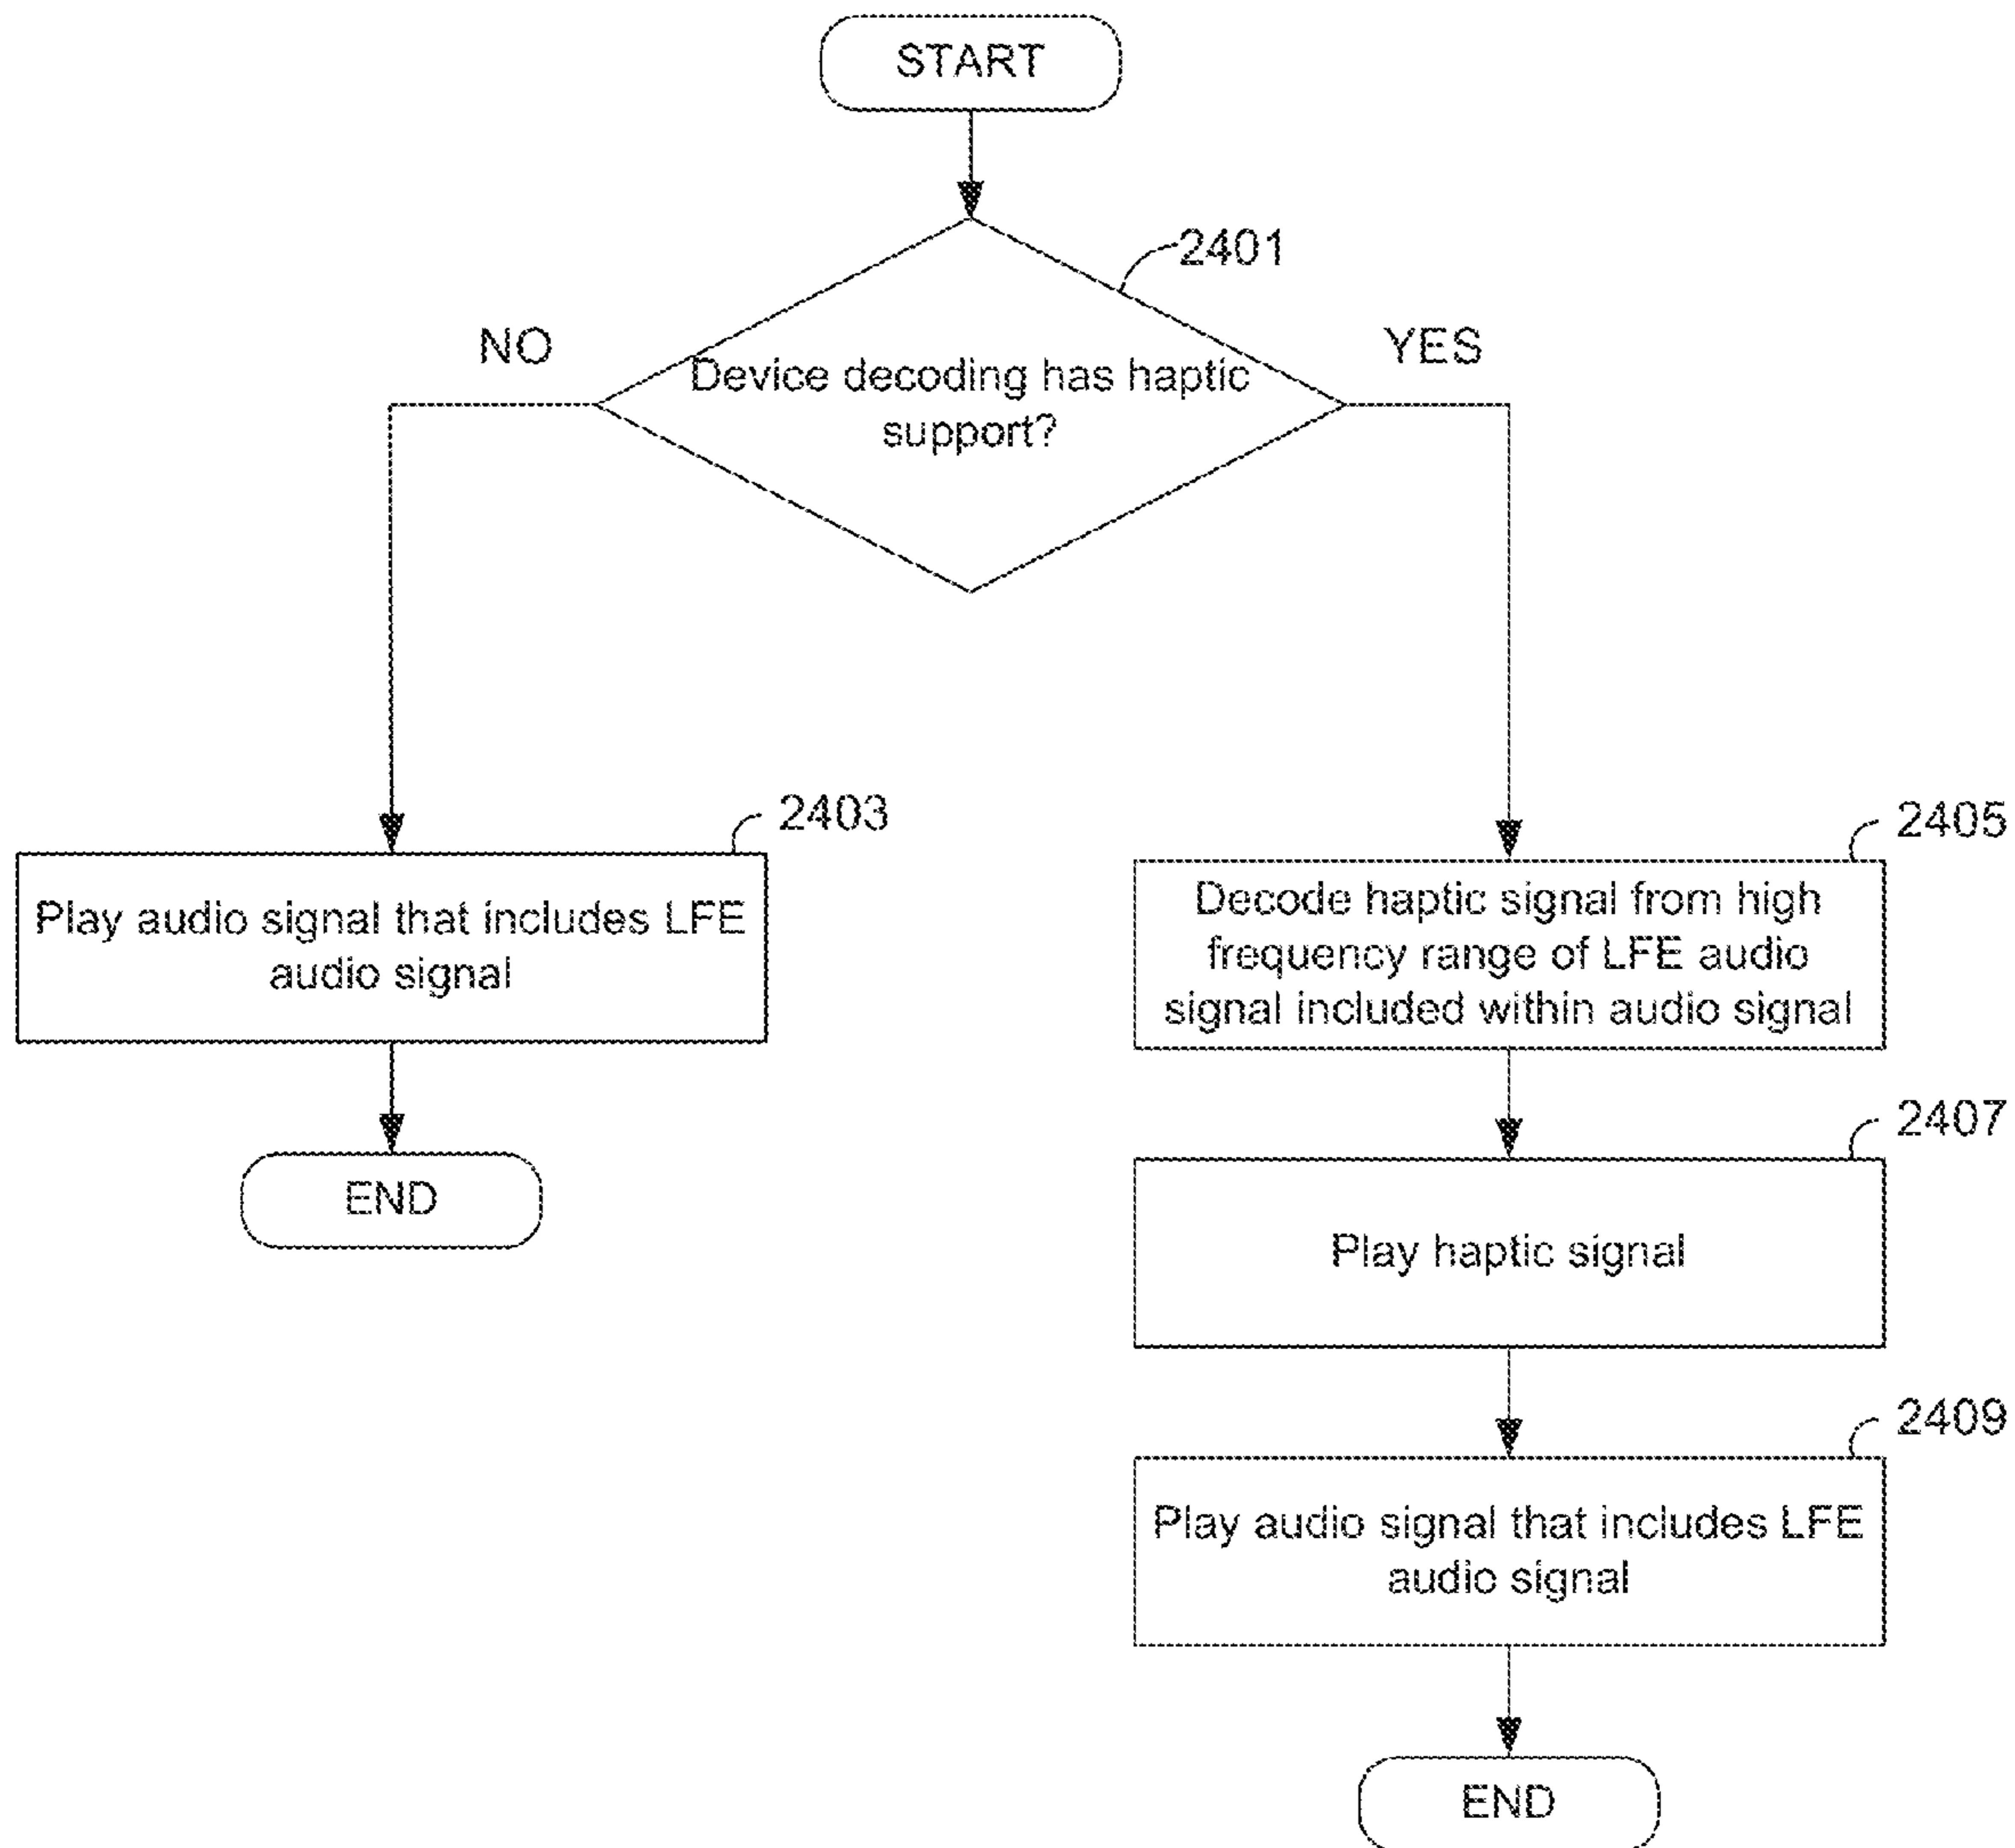 START
2401
NO
YES
Device decoding has haptic
support?
2403
Play audio signal that includes LFE
audio signal
END
2405
Decode haptic signal from high
frequency range of LFE audio
signal included within audio signal
2407
Play haptic signal
2409
Play audio signal that includes LFE
audio signal
END